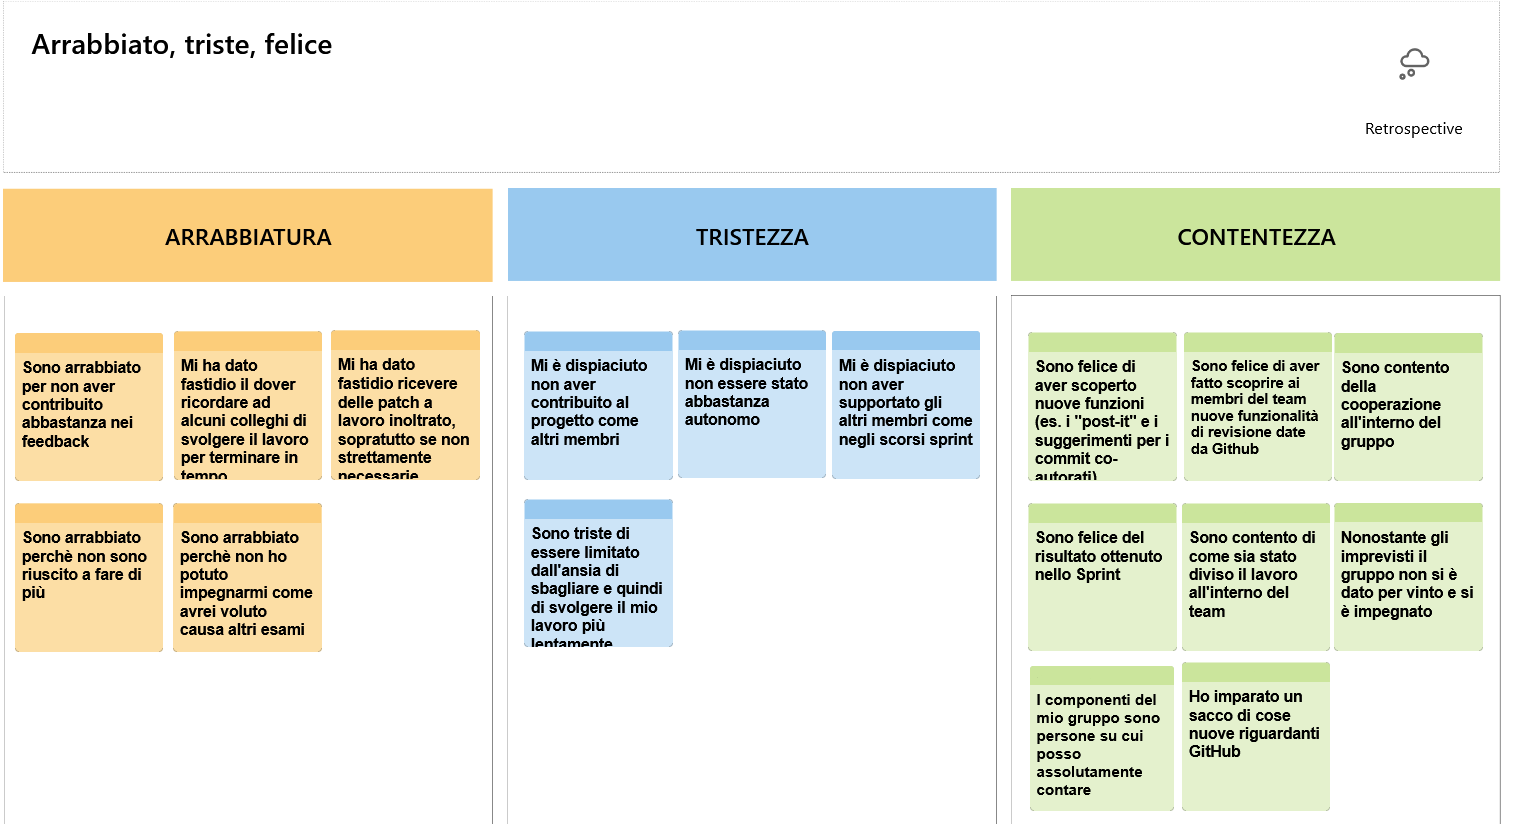 Arrabbiato, triste, felice
Retrospective
ARRABBIATURA
Sono arrabbiato
per non aver
contribuito
abbastanza nei
feedback
Mi ha dato
fastidio il dover
ricordare ad
alcuni colleghi di
svolgere il lavoro
per terminare in
tempo
Mi ha dato
fastidio ricevere
delle patch a
lavoro inoltrato,
sopratutto se non
strettamente
necessarie
Sono arrabbiato
perchè non sono
riuscito a fare di
più
Sono arrabbiato
perchè non ho
potuto
impegnarmi come
avrei voluto
causa altri esami
TRISTEZZA
Mi è dispiaciuto
non aver
contribuito al
progetto come
altri membri
Mi è dispiaciuto
non essere stato
abbastanza
autonomo
Mi è dispiaciuto
non aver
supportato gli
altri membri come
negli scorsi sprint
Sono triste di
essere limitato
dall'ansia di
sbagliare e quindi
di svolgere il mio
lavoro più
lentamente
CONTENTEZZA
Sono felice di
aver scoperto
nuove funzioni
(es. i "post-it" e i
suggerimenti per i
commit co-
autorati)
Sono felice di aver
fatto scoprire ai
membri del team
nuove funzionalità
di revisione date
da Github
Sono contento
della
cooperazione
all'interno del
gruppo
Sono felice del
risultato ottenuto
nello Sprint
Sono contento di
come sia stato
diviso il lavoro
all'interno del
team
Nonostante gli
imprevisti il
gruppo non si è
dato per vinto e si
è impegnato
I componenti del
mio gruppo sono
persone su cui
posso
assolutamente
contare
Ho imparato un
sacco di cose
nuove riguardanti
GitHub